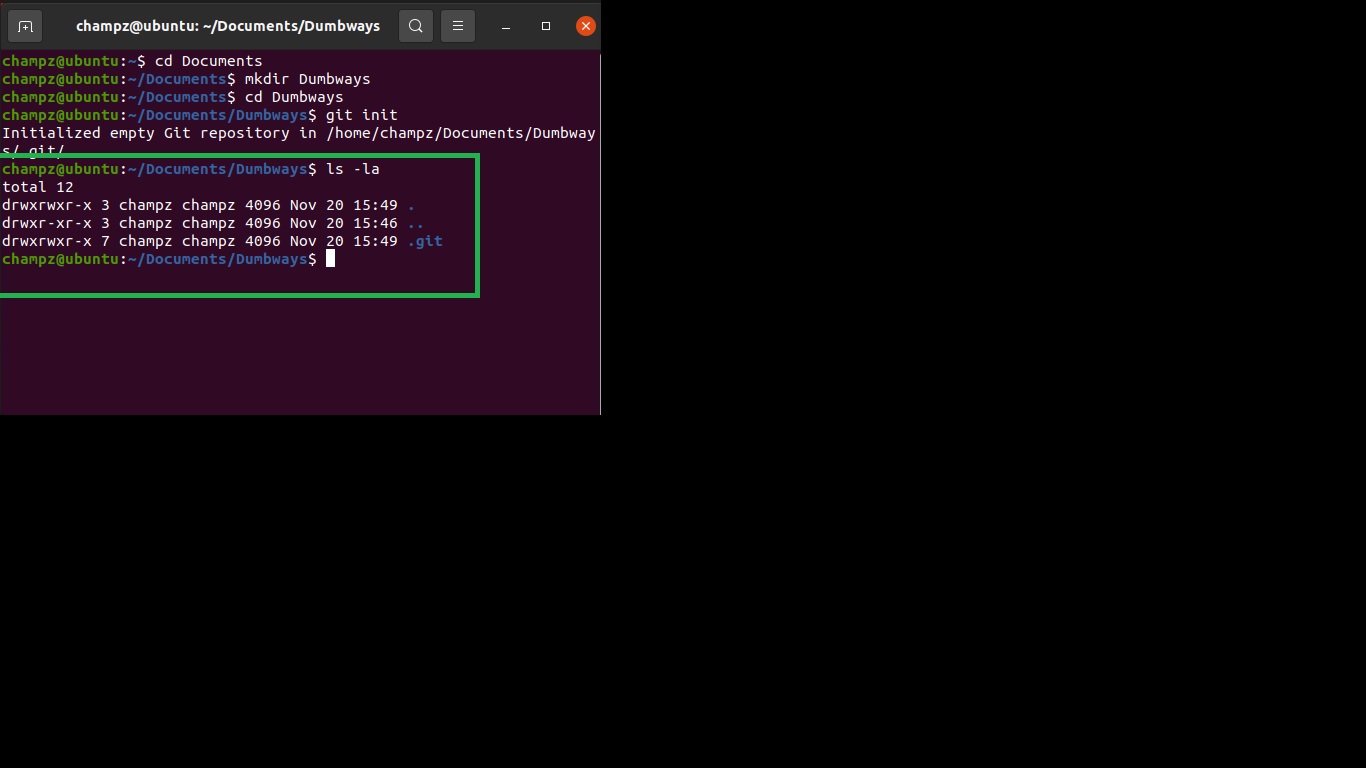 champz@ubuntu: ~/Documents/Dumbways
champz@ubuntu:~$ cd Documents
champz@ubuntu:~/Documents$ mkdir Dumbways
champz@ubuntu:~/Documents$ cd Dumbways
champz@ubuntu:~/Documents/Dumbways$ git init
Initialized empty Git repository in /home/champz/Documents/Dumbway
s/.git/
champz@ubuntu:~/Documents/Dumbways$ ls -la
total 12
drwxrwxr-x 3 champz champz 4096 Nov 20 15:49 .
drwxr-xr-x 3 champz champz 4096 Nov 20 15:46 ..
drwxrwxr-x 7 champz champz 4096 Nov 20 15:49 .git
champz@ubuntu:~/Documents/Dumbways$